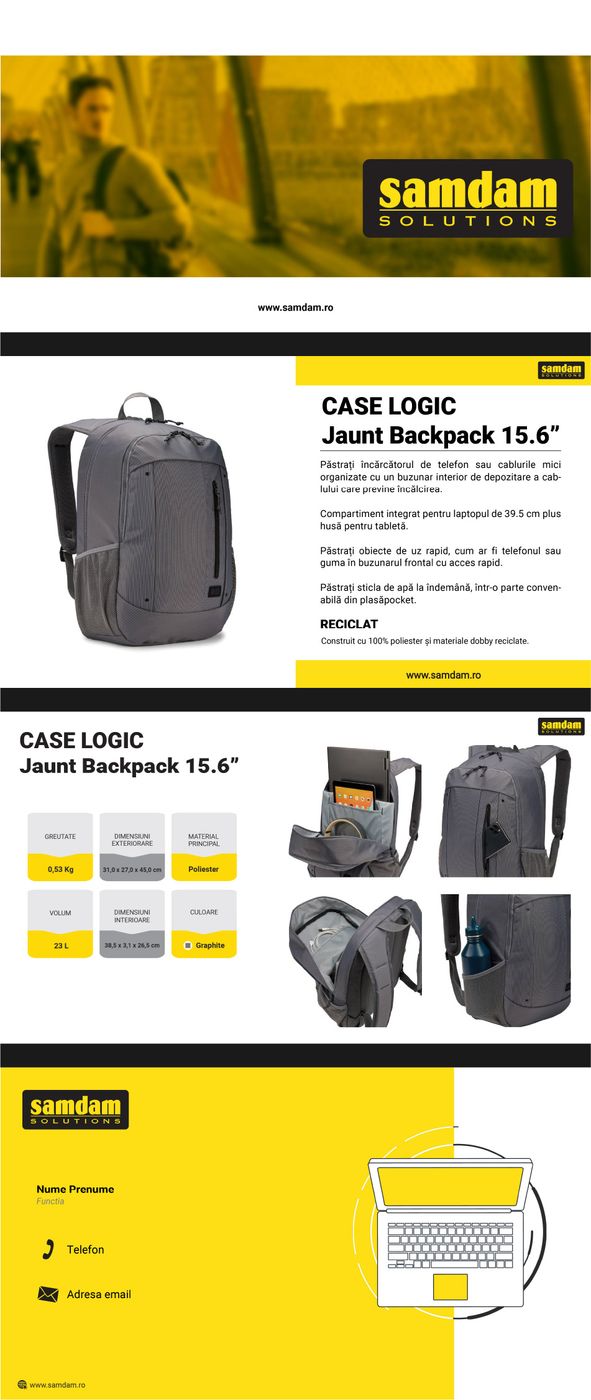 samdam
SOLUTIONS
www.samdam.ro
samdam
SOLUTIONS
CASE LOGIC
Jaunt Backpack 15.6”
Păstrați încărcătorul de telefon sau cablurile mici
organizate cu un buzunar interior de depozitare a cab-
lului care previne încâlcirea.
Compartiment integrat pentru laptopul de 39.5 cm plus
husă pentru tabletă.
Păstrați obiecte de uz rapid, cum ar fi telefonul sau
guma în buzunarul frontal cu acces rapid.
Păstrați sticla de apă la îndemână, într-o parte conven-
abilă din plasăpocket.
RECICLAT
Construit cu 100% poliester și materiale dobby reciclate.
www.samdam.ro
samdam
SOLUTIONS
CASE LOGIC
Jaunt Backpack 15.6”
GREUTATE
0,53 Kg
DIMENSIUNI
EXTERIOARE
31,0 x 27,0 x 45,0 cm
MATERIAL
PRINCIPAL
Poliester
VOLUM
23 L
DIMENSIUNI
INTERIOARE
38,5 x 3,1 x 26,5 cm
CULOARE
Graphite
samdam
SOLUTIONS
Nume Prenume
Functia
Telefon
Adresa email
www.samdam.ro